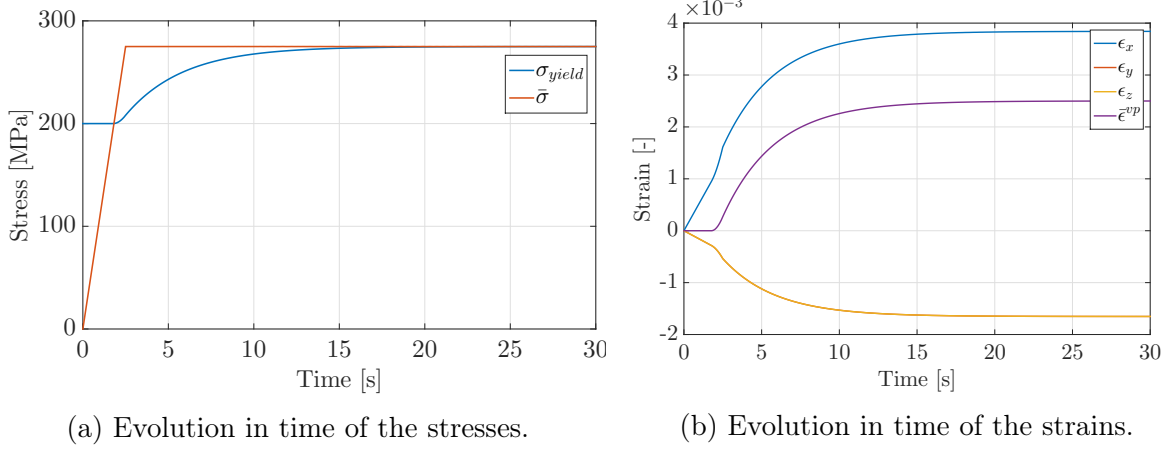 300
200
100
0
0 5 10 15 20 25 30
Stress [MPa]
Time [s]
σ_yield
σ̄
(a) Evolution in time of the stresses.
×10⁻³
4
3
2
1
0
-1
-2
0 5 10 15 20 25 30
Strain [-]
Time [s]
ϵ_x
ϵ_y
ϵ_z
ϵ̄^vp
(b) Evolution in time of the strains.